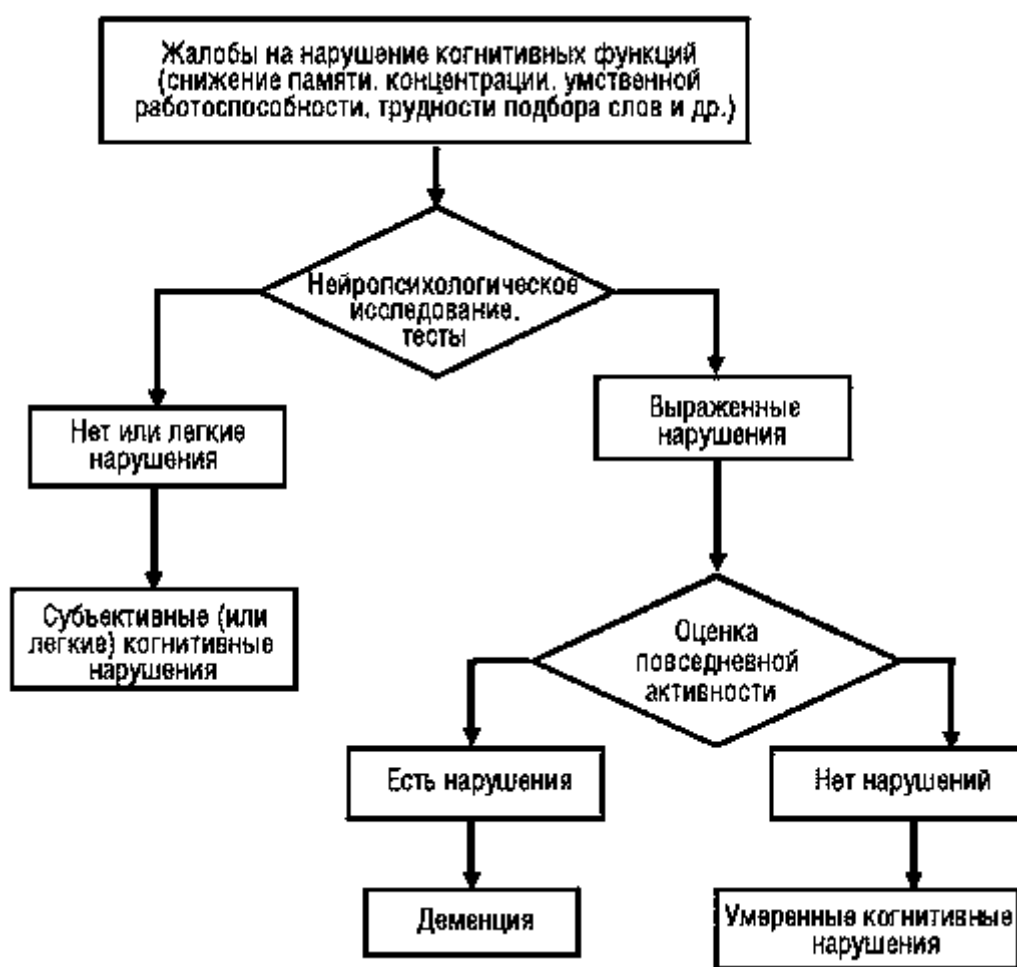 Жалобы на нарушение когнитивных функций
(снижение памяти, концентрации, умственной
работоспособности, трудности подбора слов и др.)
Нейропсихологическое
исследование,
тесты
Нет или легкие
нарушения
Выраженные
нарушения
Субъективные (или
легкие) когнитивные
нарушения
Оценка
повседневной
активности
Есть нарушения
Нет нарушений
Деменция
Умеренные когнитивные
нарушения